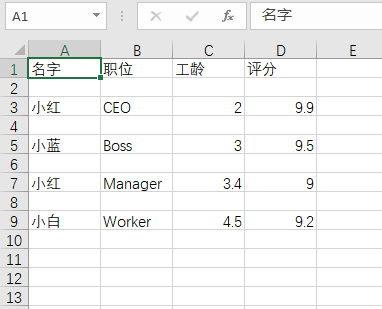 A1 名字
A B C D E
1 名字 职位 工龄 评分
2
3 小红 CEO 2 9.9
4
5 小蓝 Boss 3 9.5
6
7 小红 Manager 3.4 9
8
9 小白 Worker 4.5 9.2
10
11
12
13